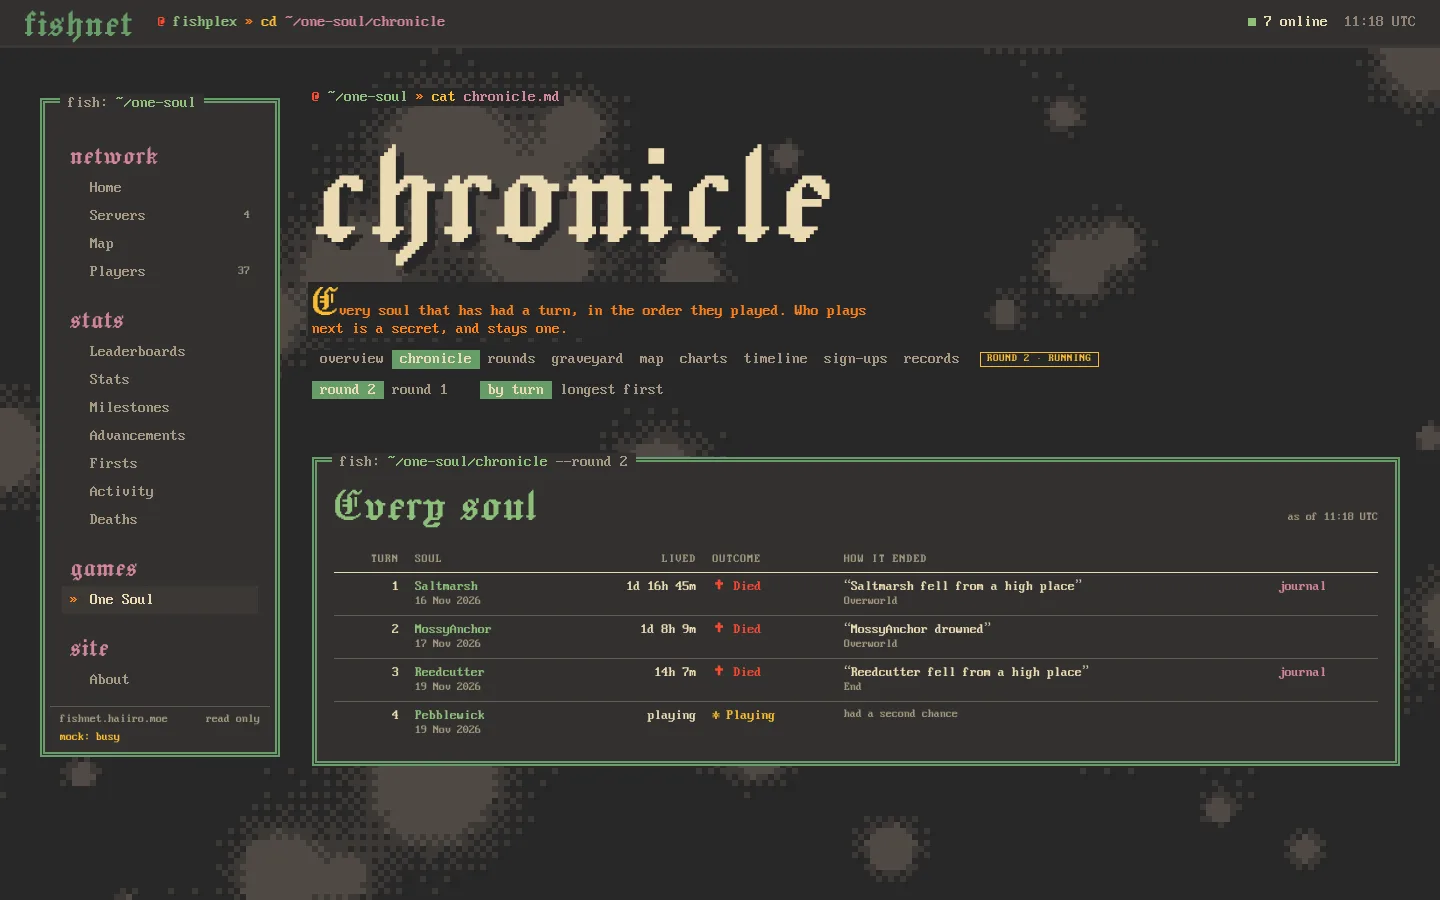 fishnet
@ fishplex » cd ~/one-soul/chronicle
7 online 11:18 UTC
fish: ~/one-soul
network
Home
Servers 4
Map
Players 37
stats
Leaderboards
Stats
Milestones
Advancements
Firsts
Activity
Deaths
games
» One Soul
site
About
fishnet.haiiro.moe read only
mock: busy
@ ~/one-soul » cat chronicle.md
chronicle
Every soul that has had a turn, in the order they played. Who plays
next is a secret, and stays one.
overview chronicle rounds graveyard map charts timeline sign-ups records ROUND 2 · RUNNING
round 2 round 1 by turn longest first
fish: ~/one-soul/chronicle --round 2
Every soul
as of 11:18 UTC
TURN SOUL LIVED OUTCOME HOW IT ENDED
1 Saltmarsh 1d 16h 45m ✝ Died “Saltmarsh fell from a high place” journal
16 Nov 2026 Overworld
2 MossyAnchor 1d 8h 9m ✝ Died “MossyAnchor drowned”
17 Nov 2026 Overworld
3 Reedcutter 14h 7m ✝ Died “Reedcutter fell from a high place” journal
19 Nov 2026 End
4 Pebblewick playing * Playing had a second chance
19 Nov 2026